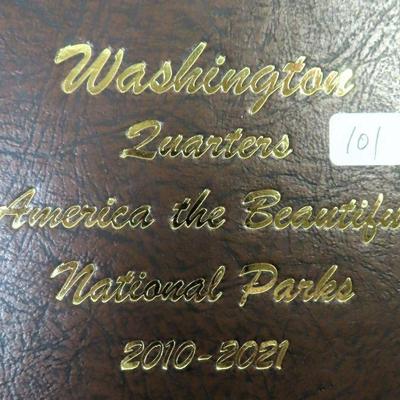 Washington
Quarters
101
America the Beautifu
National Parks
2010-2021